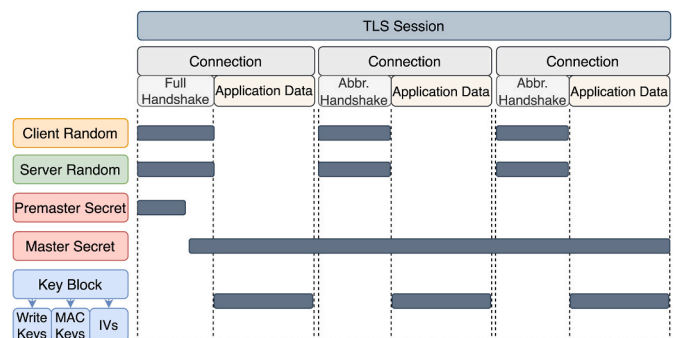 TLS Session
Connection
Connection
Connection
Full
Handshake
Application Data
Abbr.
Handshake
Application Data
Abbr.
Handshake
Application Data
Client Random
Server Random
Premaster Secret
Master Secret
Key Block
Write
Keys
MAC
Keys
IVs